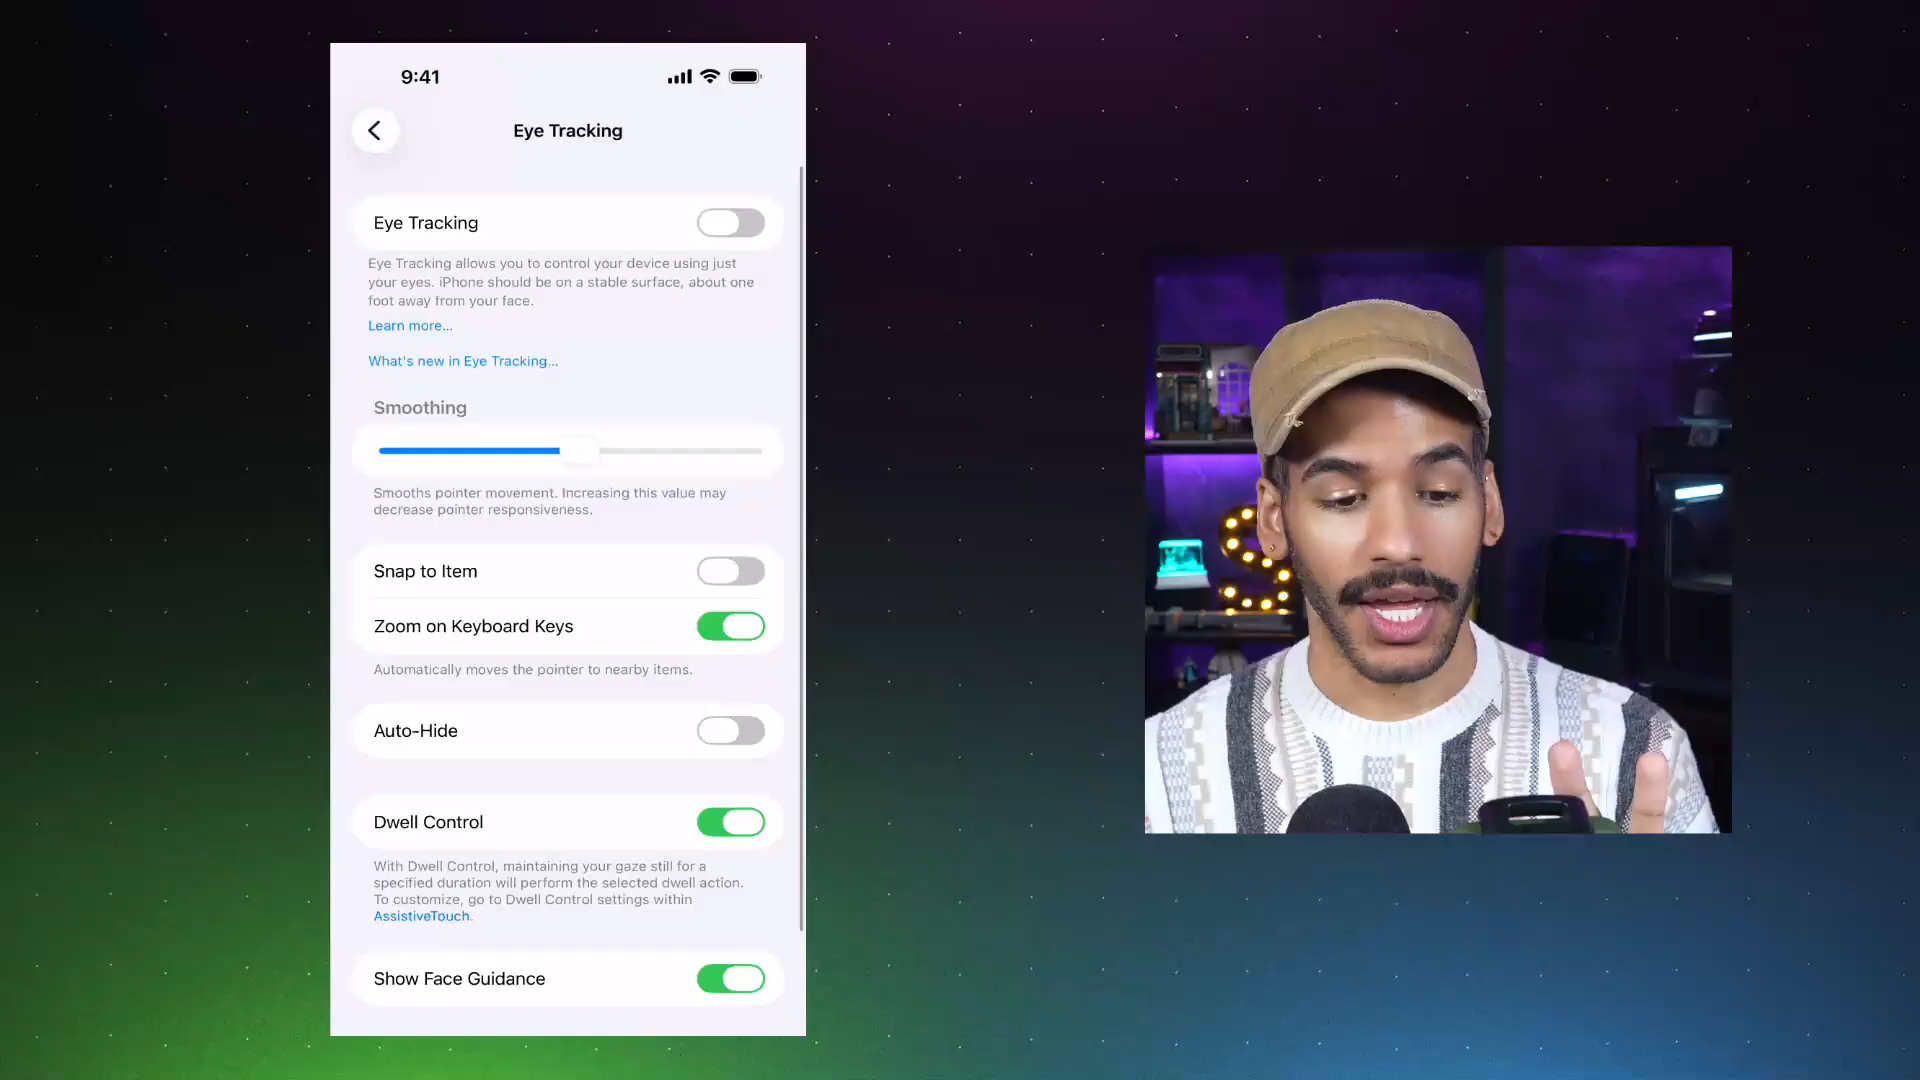 9:41
Eye Tracking
Eye Tracking
Eye Tracking allows you to control your device using just
your eyes. iPhone should be on a stable surface, about one
foot away from your face.
Learn more...
What's new in Eye Tracking...
Smoothing
Smooths pointer movement. Increasing this value may
decrease pointer responsiveness.
Snap to Item
Zoom on Keyboard Keys
Automatically moves the pointer to nearby items.
Auto-Hide
Dwell Control
With Dwell Control, maintaining your gaze still for a
specified duration will perform the selected dwell action.
To customize, go to Dwell Control settings within
AssistiveTouch.
Show Face Guidance
S